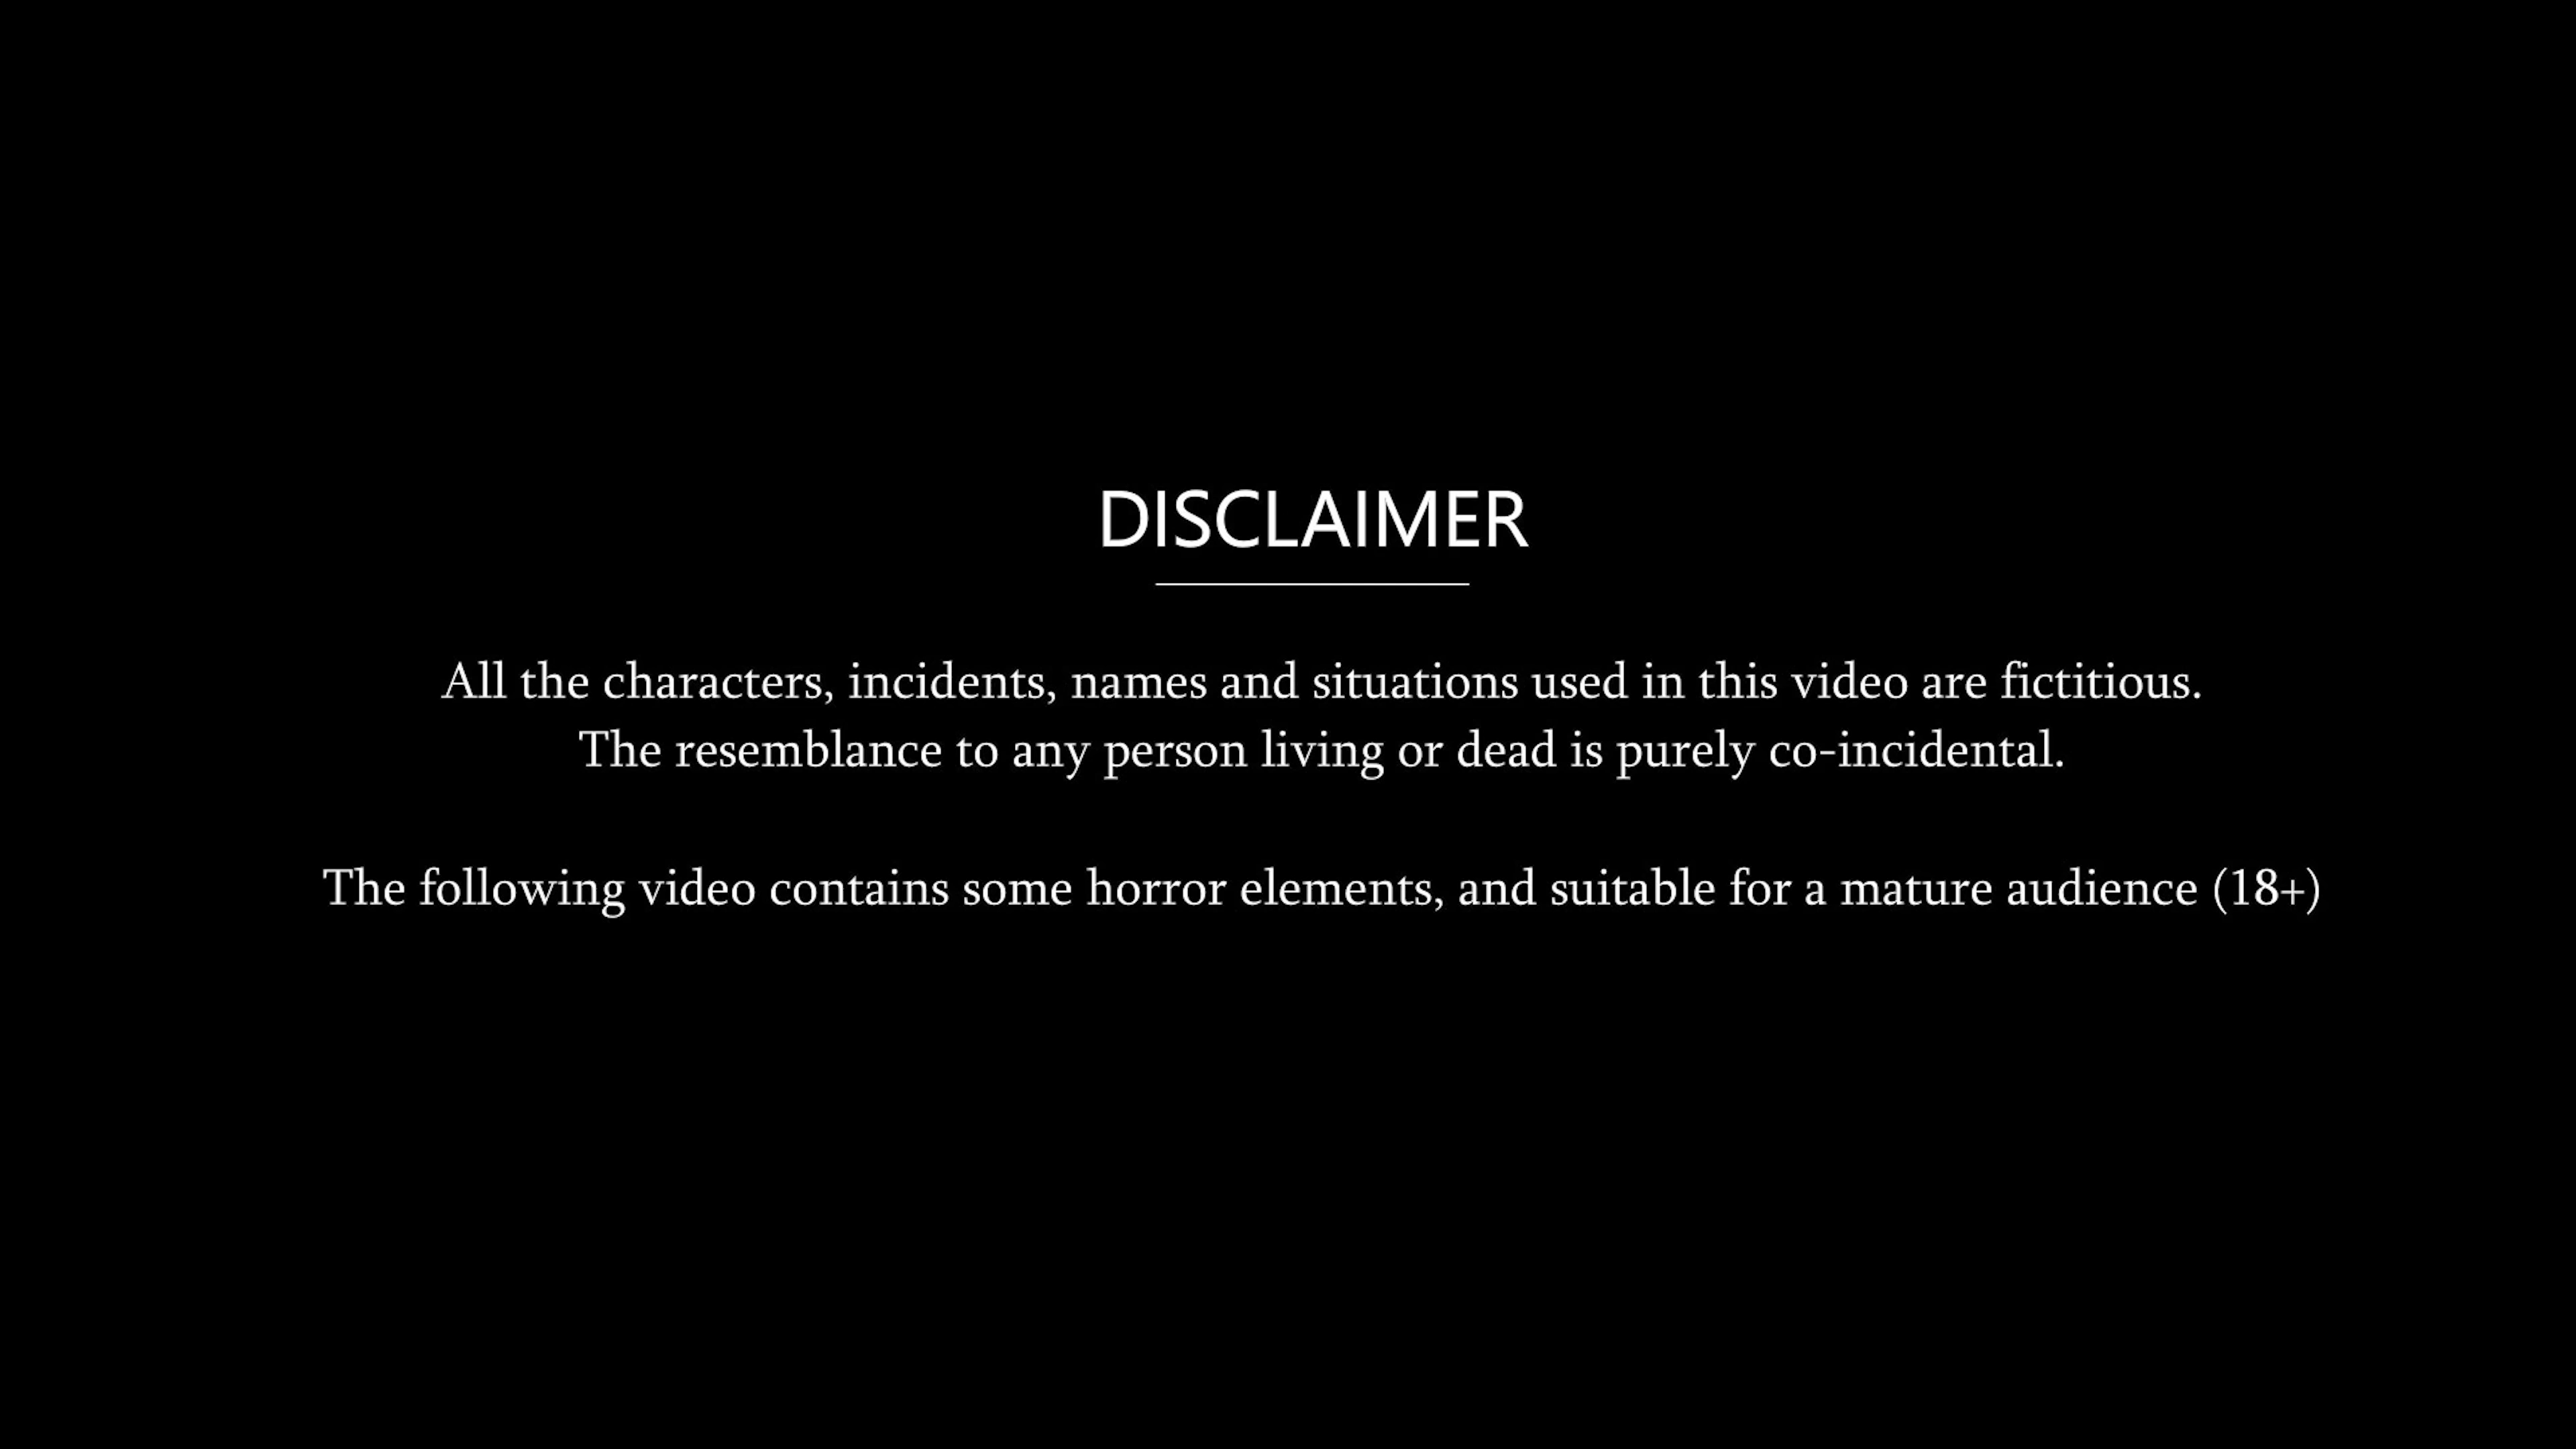 DISCLAIMER
All the characters, incidents, names and situations used in this video are fictitious.
The resemblance to any person living or dead is purely co-incidental.
The following video contains some horror elements, and suitable for a mature audience (18+)